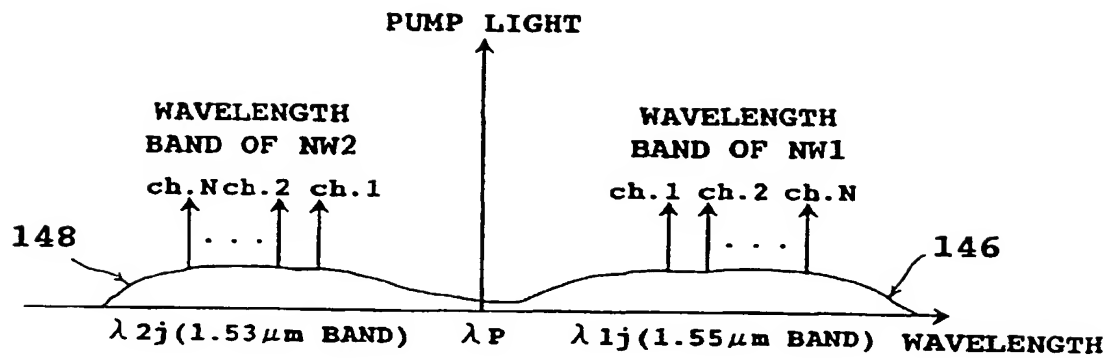 PUMP LIGHT
WAVELENGTH
BAND OF NW2
WAVELENGTH
BAND OF NW1
ch.N ch.2 ch.1
ch.1 ch.2 ch.N
148
146
λ2j(1.53μm BAND) λP λ1j(1.55μm BAND) WAVELENGTH